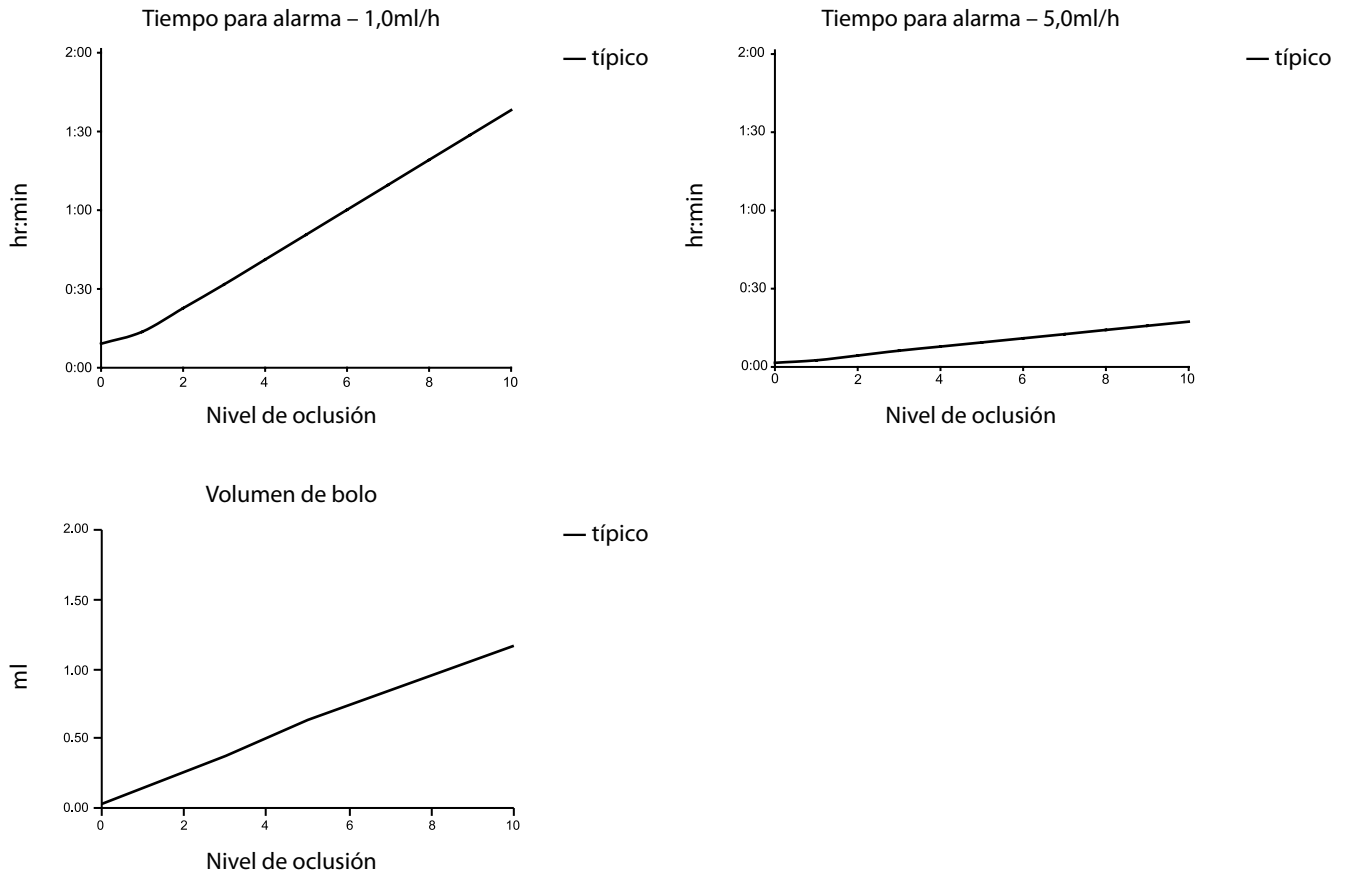 Tiempo para alarma – 1,0ml/h
— típico
2:00
1:30
1:00
0:30
0:00
hr:min
0 2 4 6 8 10
Nivel de oclusión
Tiempo para alarma – 5,0ml/h
— típico
2:00
1:30
1:00
0:30
0:00
hr:min
0 2 4 6 8 10
Nivel de oclusión
Volumen de bolo
— típico
2.00
1.50
1.00
0.50
0.00
ml
0 2 4 6 8 10
Nivel de oclusión